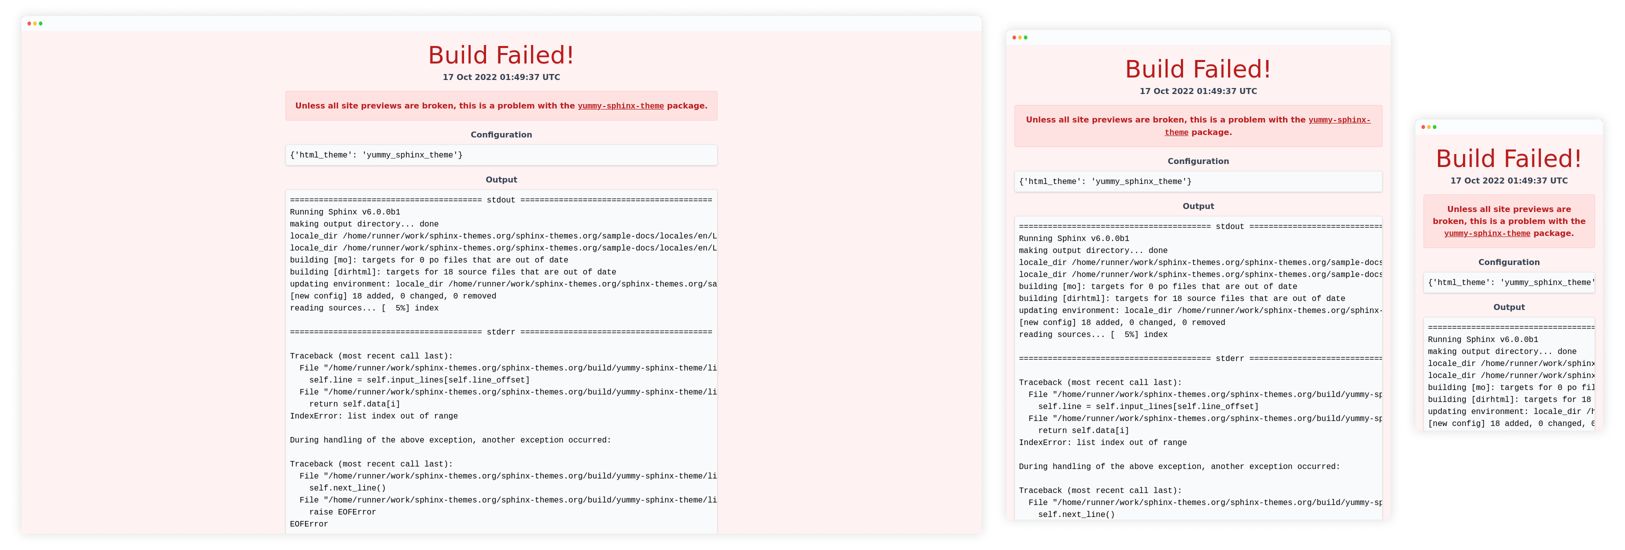 Build Failed!
17 Oct 2022 01:49:37 UTC
Unless all site previews are broken, this is a problem with the yummy-sphinx-theme package.
Configuration
{'html_theme': 'yummy_sphinx_theme'}
Output
======================================== stdout ========================================
Running Sphinx v6.0.0b1
making output directory... done
locale_dir /home/runner/work/sphinx-themes.org/sphinx-themes.org/sample-docs/locales/en/L
locale_dir /home/runner/work/sphinx-themes.org/sphinx-themes.org/sample-docs/locales/en/L
building [mo]: targets for 0 po files that are out of date
building [dirhtml]: targets for 18 source files that are out of date
updating environment: locale_dir /home/runner/work/sphinx-themes.org/sphinx-themes.org/sa
[new config] 18 added, 0 changed, 0 removed
reading sources... [  5%] index
======================================== stderr ========================================
Traceback (most recent call last):
  File "/home/runner/work/sphinx-themes.org/sphinx-themes.org/build/yummy-sphinx-theme/li
    self.line = self.input_lines[self.line_offset]
  File "/home/runner/work/sphinx-themes.org/sphinx-themes.org/build/yummy-sphinx-theme/li
    return self.data[i]
IndexError: list index out of range
During handling of the above exception, another exception occurred:
Traceback (most recent call last):
  File "/home/runner/work/sphinx-themes.org/sphinx-themes.org/build/yummy-sphinx-theme/li
    self.next_line()
  File "/home/runner/work/sphinx-themes.org/sphinx-themes.org/build/yummy-sphinx-theme/li
    raise EOFError
EOFError
Build Failed!
17 Oct 2022 01:49:37 UTC
Unless all site previews are broken, this is a problem with the yummy-sphinx-
theme package.
Configuration
{'html_theme': 'yummy_sphinx_theme'}
Output
======================================== stdout ============================
Running Sphinx v6.0.0b1
making output directory... done
locale_dir /home/runner/work/sphinx-themes.org/sphinx-themes.org/sample-docs
locale_dir /home/runner/work/sphinx-themes.org/sphinx-themes.org/sample-docs
building [mo]: targets for 0 po files that are out of date
building [dirhtml]: targets for 18 source files that are out of date
updating environment: locale_dir /home/runner/work/sphinx-themes.org/sphinx-
[new config] 18 added, 0 changed, 0 removed
reading sources... [  5%] index
======================================== stderr ============================
Traceback (most recent call last):
  File "/home/runner/work/sphinx-themes.org/sphinx-themes.org/build/yummy-sp
    self.line = self.input_lines[self.line_offset]
  File "/home/runner/work/sphinx-themes.org/sphinx-themes.org/build/yummy-sp
    return self.data[i]
IndexError: list index out of range
During handling of the above exception, another exception occurred:
Traceback (most recent call last):
  File "/home/runner/work/sphinx-themes.org/sphinx-themes.org/build/yummy-sp
    self.next_line()
Build Failed!
17 Oct 2022 01:49:37 UTC
Unless all site previews are
broken, this is a problem with the
yummy-sphinx-theme package.
Configuration
{'html_theme': 'yummy_sphinx_theme'
Output
===================================
Running Sphinx v6.0.0b1
making output directory... done
locale_dir /home/runner/work/sphinx
locale_dir /home/runner/work/sphinx
building [mo]: targets for 0 po fil
building [dirhtml]: targets for 18
updating environment: locale_dir /h
[new config] 18 added, 0 changed, 0